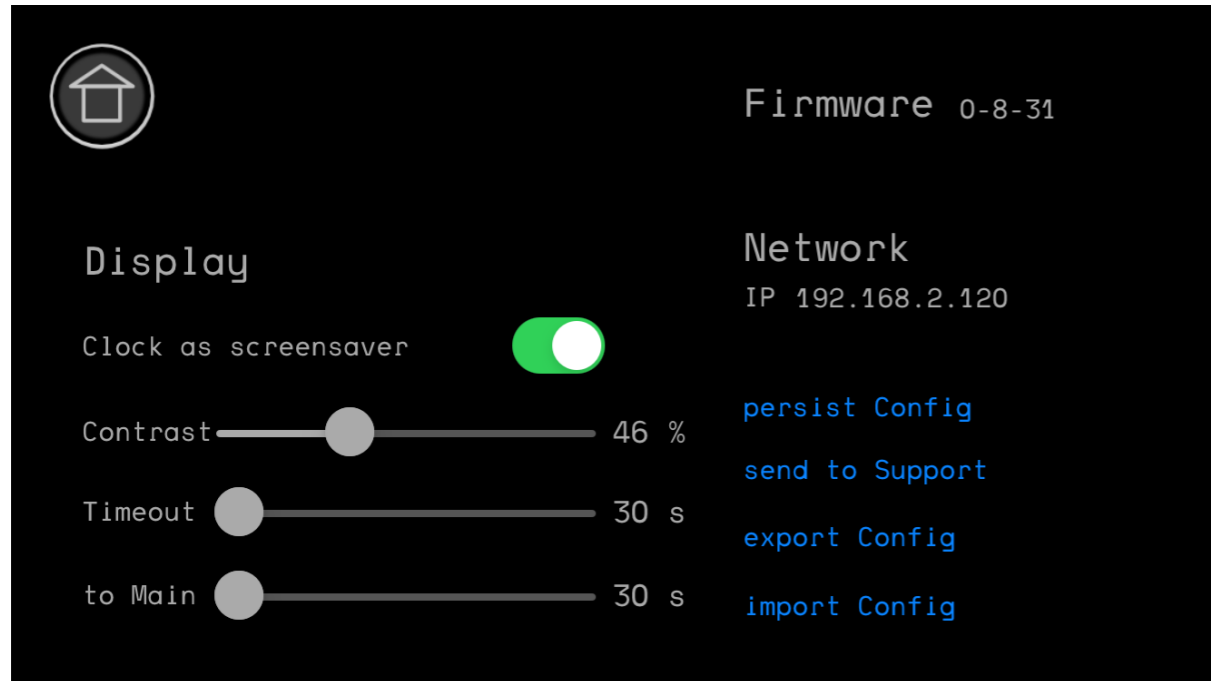 Firmware 0-8-31
Display
Clock as screensaver
Contrast 46 %
Timeout 30 s
to Main 30 s
Network
IP 192.168.2.120
persist Config
send to Support
export Config
import Config